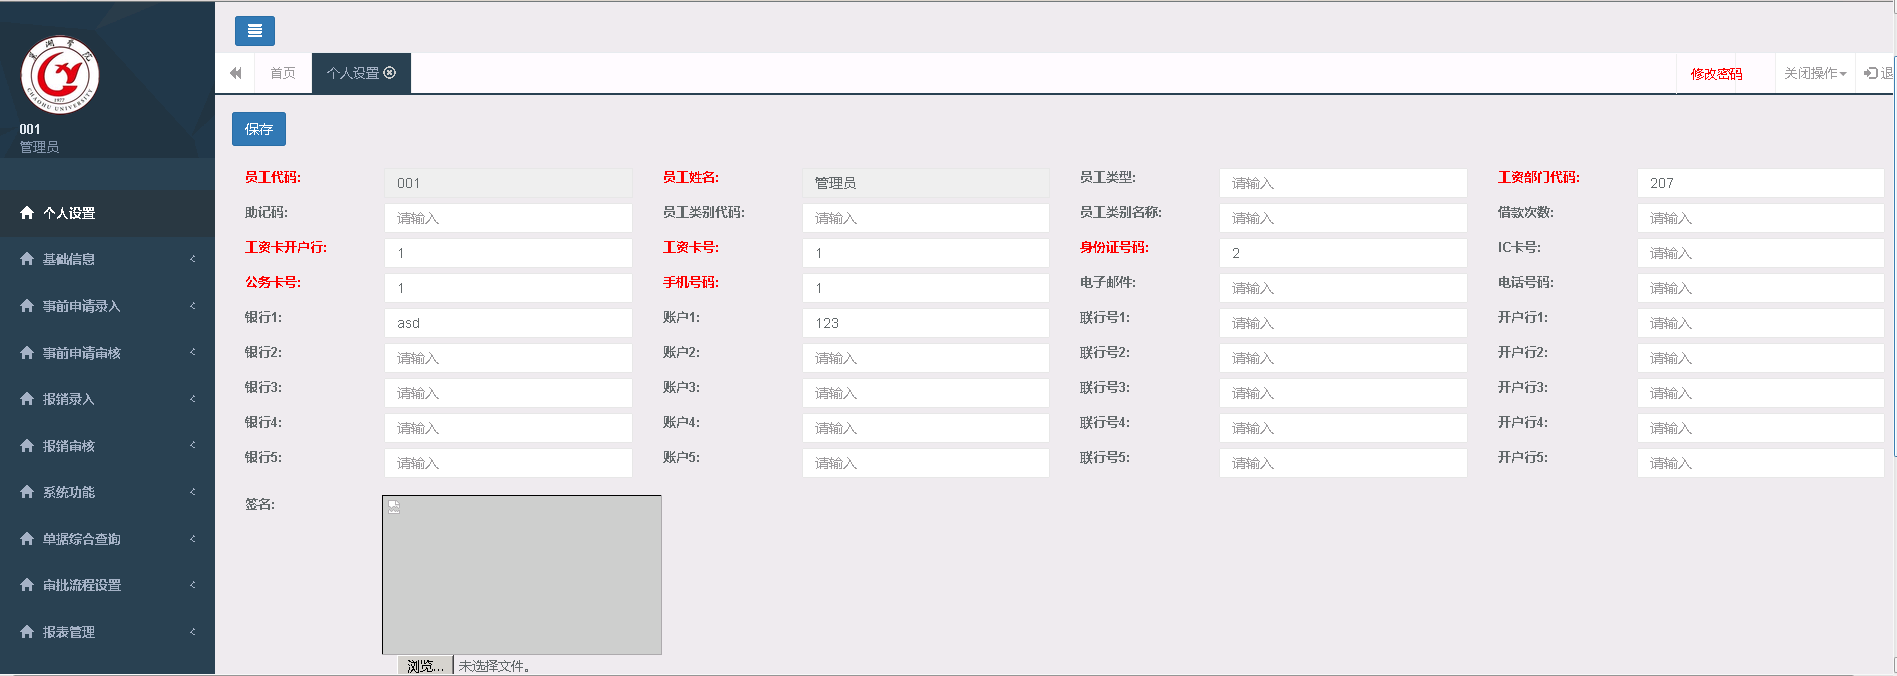 巢湖学院
1977
CHAOHU UNIVERSITY
001
管理员
个人设置
基础信息
事前申请录入
事前申请审核
报销录入
报销审核
系统功能
单据综合查询
审批流程设置
报表管理
首页 个人设置 修改密码 关闭操作 退
保存
员工代码: 001 员工姓名: 管理员 员工类型: 请输入 工资部门代码: 207
助记码: 请输入 员工类别代码: 请输入 员工类别名称: 请输入 借款次数: 请输入
工资卡开户行: 1 工资卡号: 1 身份证号码: 2 IC卡号: 请输入
公务卡号: 1 手机号码: 1 电子邮件: 请输入 电话号码: 请输入
银行1: asd 账户1: 123 联行号1: 请输入 开户行1: 请输入
银行2: 请输入 账户2: 请输入 联行号2: 请输入 开户行2: 请输入
银行3: 请输入 账户3: 请输入 联行号3: 请输入 开户行3: 请输入
银行4: 请输入 账户4: 请输入 联行号4: 请输入 开户行4: 请输入
银行5: 请输入 账户5: 请输入 联行号5: 请输入 开户行5: 请输入
签名:
浏览... 未选择文件。